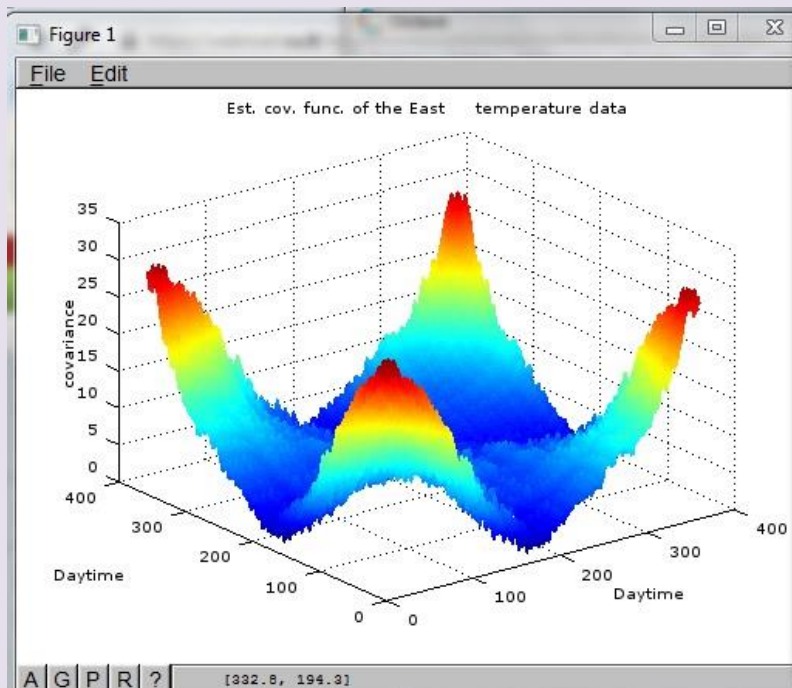 Figure 1
File Edit
Est. cov. func. of the East temperature data
35
30
25
20
15
10
5
0
covariance
400
300
200
100
0
Daytime
0
100
200
300
400
Daytime
A G P R ? [332.8, 194.3]